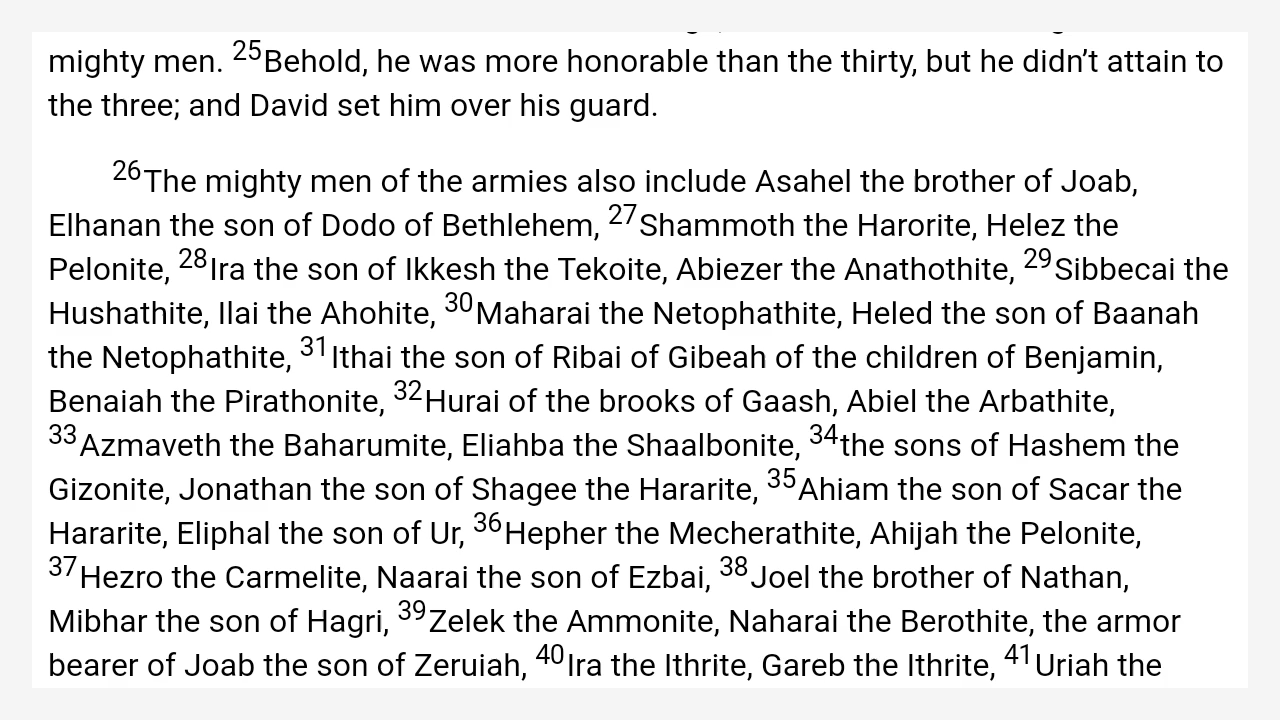 mighty men. 25Behold, he was more honorable than the thirty, but he didn’t attain to
the three; and David set him over his guard.
26The mighty men of the armies also include Asahel the brother of Joab,
Elhanan the son of Dodo of Bethlehem, 27Shammoth the Harorite, Helez the
Pelonite, 28Ira the son of Ikkesh the Tekoite, Abiezer the Anathothite, 29Sibbecai the
Hushathite, Ilai the Ahohite, 30Maharai the Netophathite, Heled the son of Baanah
the Netophathite, 31Ithai the son of Ribai of Gibeah of the children of Benjamin,
Benaiah the Pirathonite, 32Hurai of the brooks of Gaash, Abiel the Arbathite,
33Azmaveth the Baharumite, Eliahba the Shaalbonite, 34the sons of Hashem the
Gizonite, Jonathan the son of Shagee the Hararite, 35Ahiam the son of Sacar the
Hararite, Eliphal the son of Ur, 36Hepher the Mecherathite, Ahijah the Pelonite,
37Hezro the Carmelite, Naarai the son of Ezbai, 38Joel the brother of Nathan,
Mibhar the son of Hagri, 39Zelek the Ammonite, Naharai the Berothite, the armor
bearer of Joab the son of Zeruiah, 40Ira the Ithrite, Gareb the Ithrite, 41Uriah the